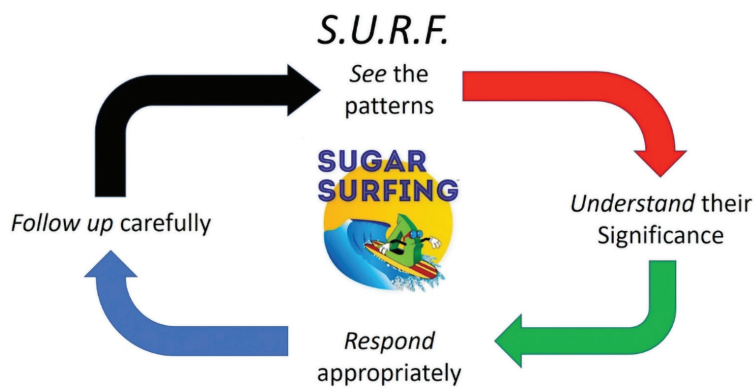 S.U.R.F.
See the
patterns
SUGAR
SURFING
Understand their
Significance
Respond
appropriately
Follow up carefully